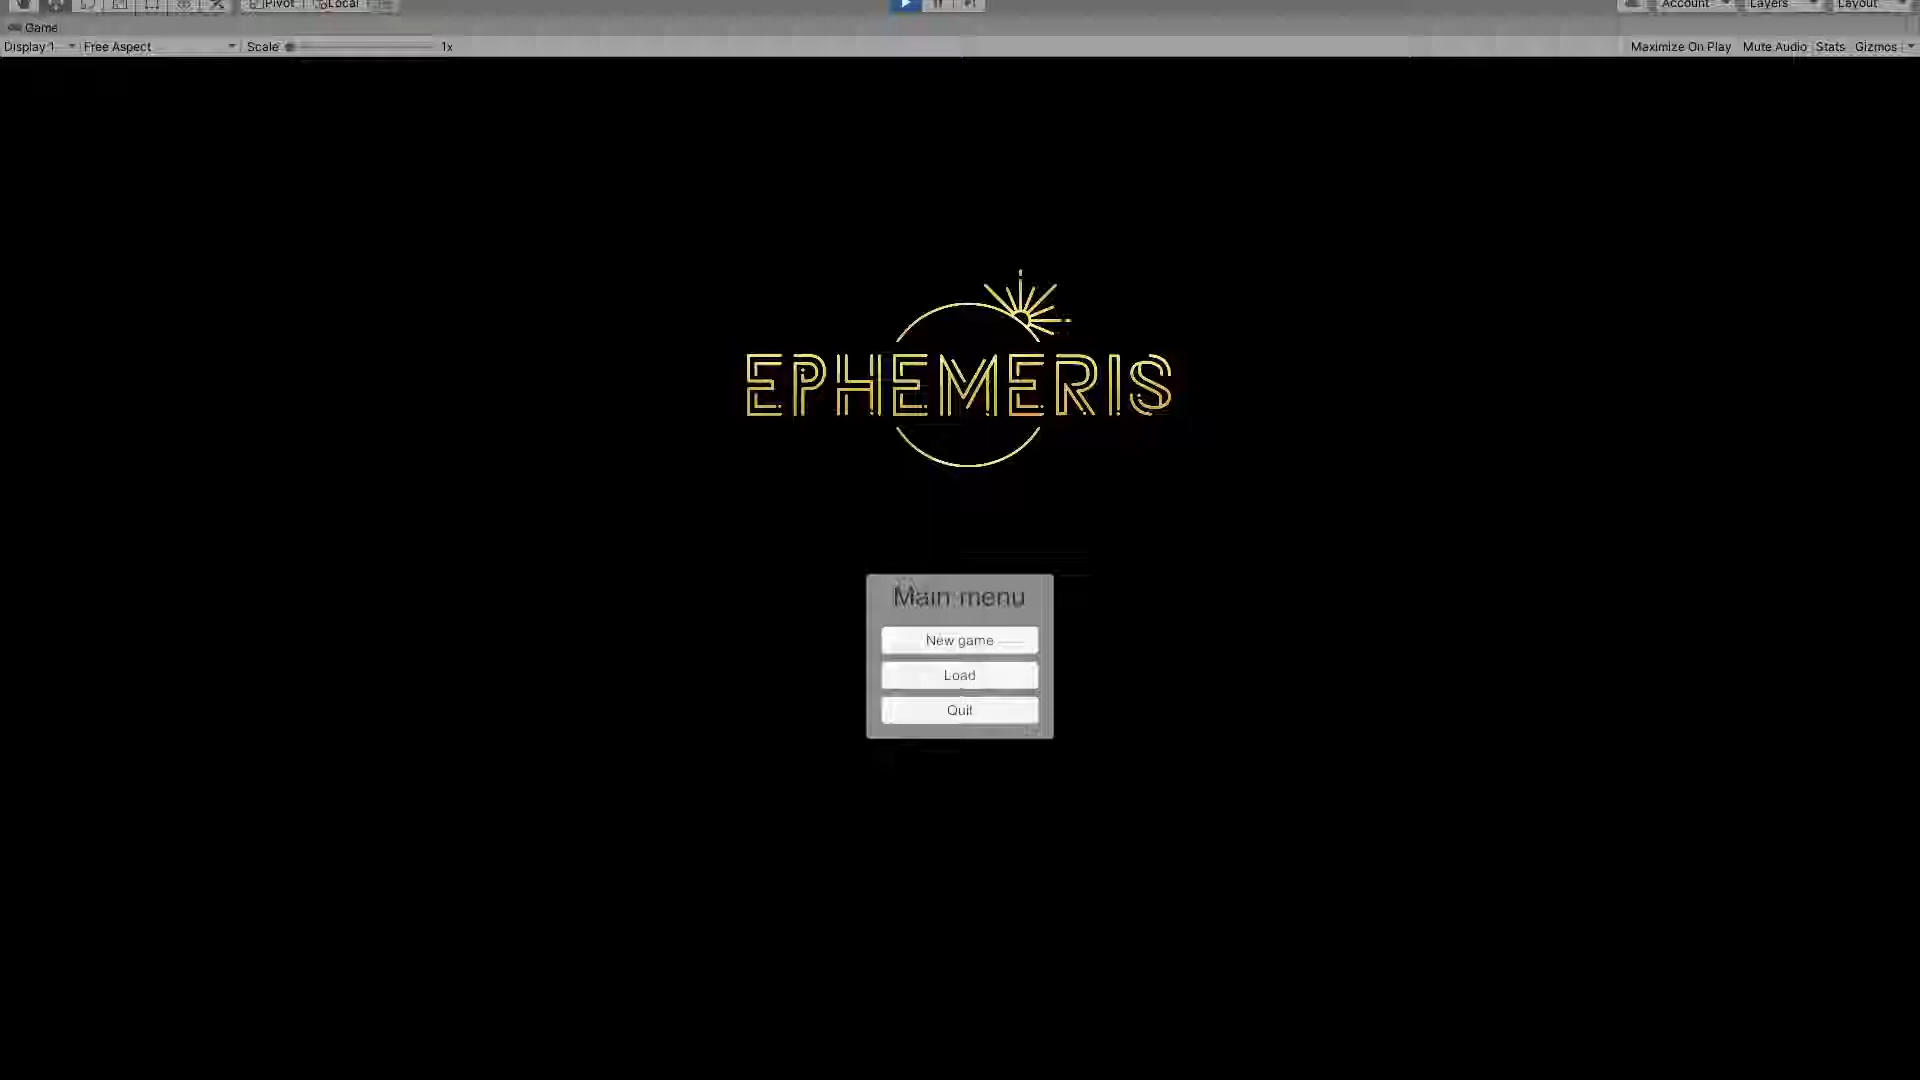 Pivot Local Account Layers Layout
Game
Display 1 Free Aspect Scale 1x Maximize On Play Mute Audio Stats Gizmos
EPHEMERIS
Main menu
New game
Load
Quit